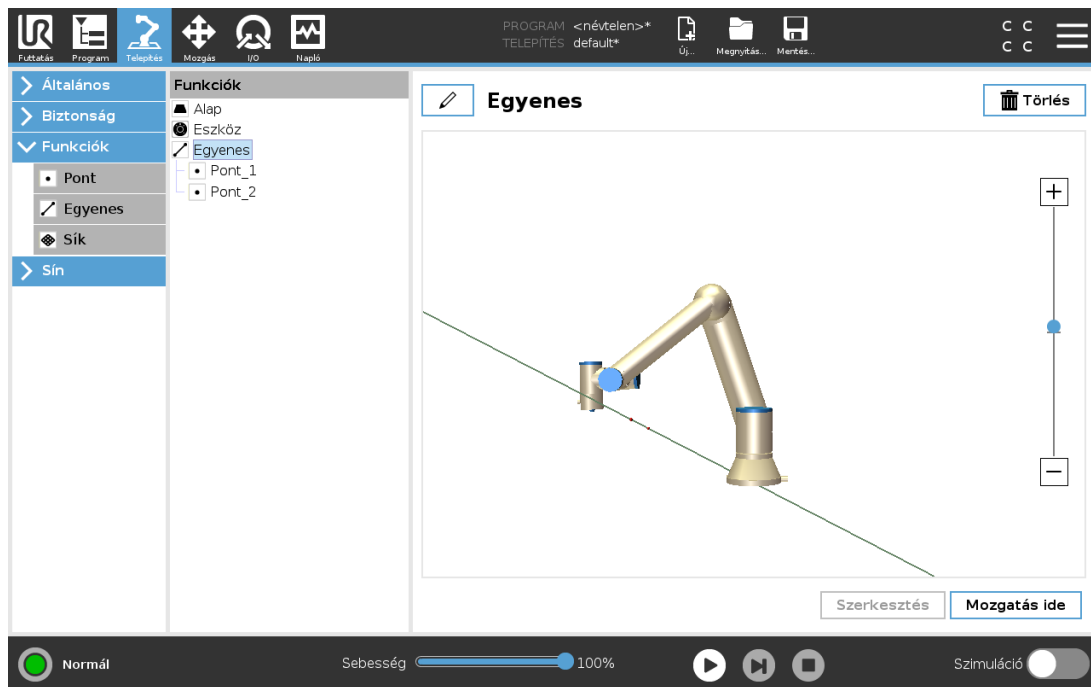 PROGRAM <névtelen>*
TELEPÍTÉS default*
Futtatás
Program
Telepítés
Mozgás
I/O
Napló
Új...
Megnyitás...
Mentés...
C C
C C
Általános
Biztonság
Funkciók
Pont
Egyenes
Sík
Sín
Funkciók
Alap
Eszköz
Egyenes
Pont_1
Pont_2
Egyenes
Törlés
Szerkesztés
Mozgatás ide
Normál
Sebesség
100%
Szimuláció